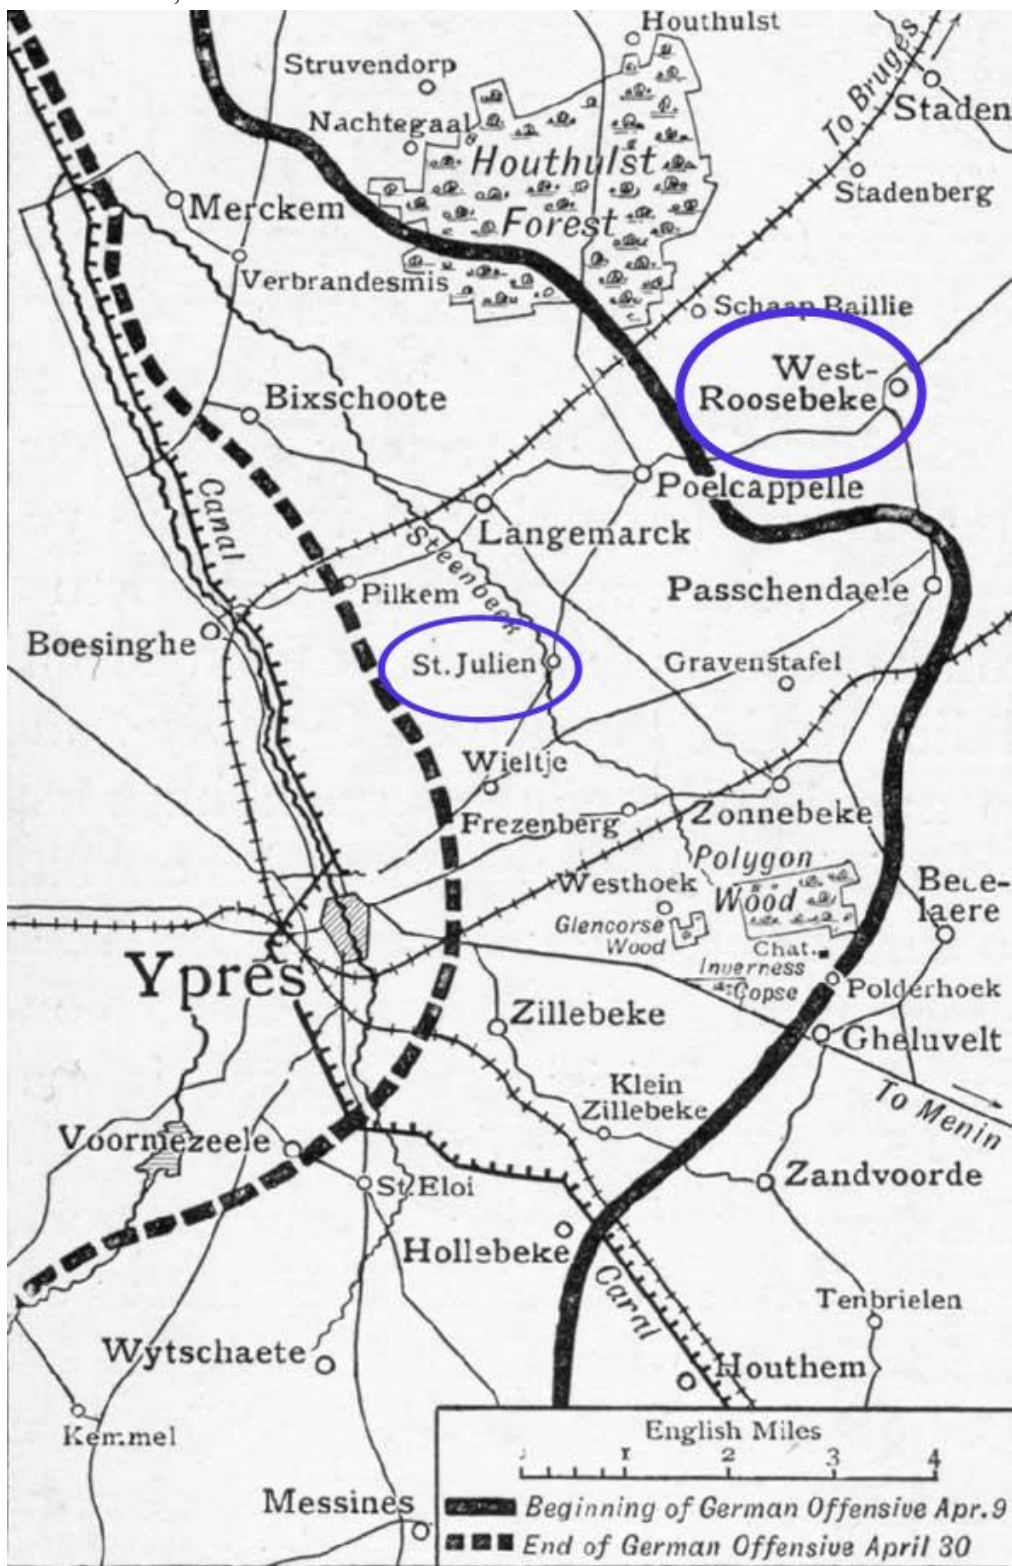 Houthulst
Struvendorp
To Bruges
Staden
Nachtegaal
Houthulst
Forest
Stadenberg
Merckem
Verbrandesmis
Schaap Baillie
West-
Roosebeke
Bixschoote
Poelcappelle
Canal
Langemarck
Steenbeek
Pilkem
Passchendaele
Boesinghe
St. Julien
Gravenstafel
Wieltje
Frezenberg
Zonnebeke
Polygon
Wood
Westhoek
Bece-
laere
Glencorse
Wood
Chat.
Ypres
Inverness
Copse
Polderhoek
Zillebeke
Gheluvelt
Klein
Zillebeke
To Menin
Voormezeele
St. Eloi
Zandvoorde
Hollebeke
Canal
Tenbrielen
Wytschaete
Houthem
Kemmel
English Miles
1 2 3 4
Messines
Beginning of German Offensive Apr. 9
End of German Offensive April 30